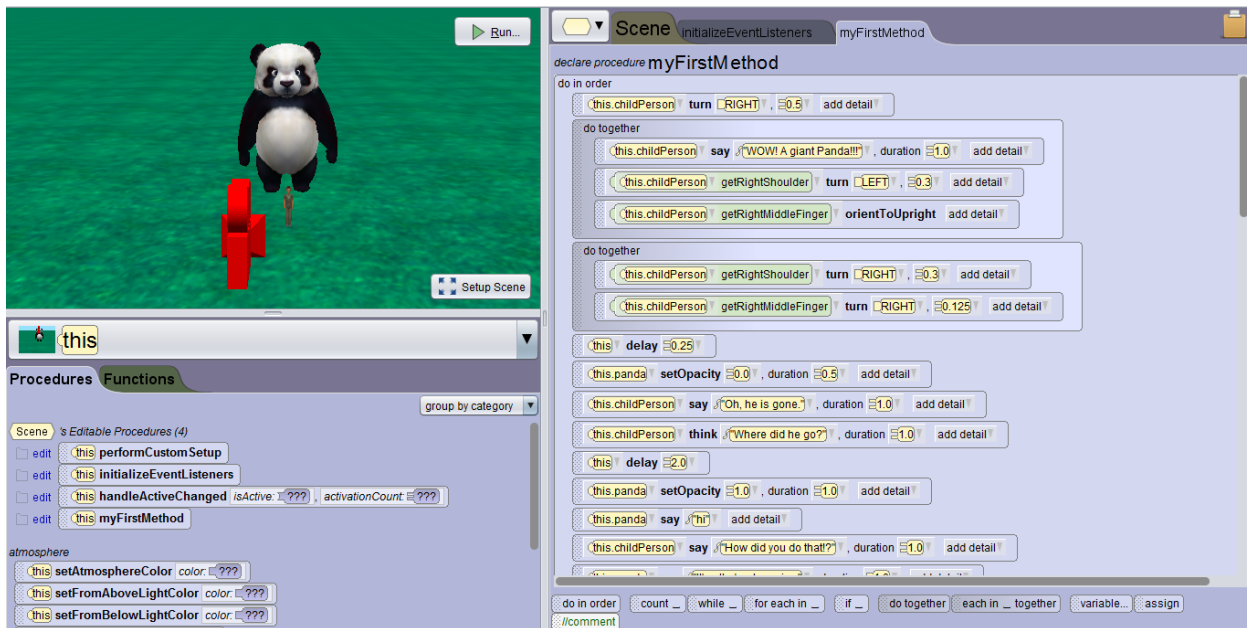 Run...
Setup Scene
this
Procedures Functions
group by category
Scene 's Editable Procedures (4)
edit this performCustomSetup
edit this initializeEventListeners
edit this handleActiveChanged isActive: ??? , activationCount: ???
edit this myFirstMethod
atmosphere
this setAtmosphereColor color: ???
this setFromAboveLightColor color: ???
this setFromBelowLightColor color: ???
Scene initializeEventListeners myFirstMethod
declare procedure myFirstMethod
do in order
this.childPerson turn RIGHT , 0.5 add detail
do together
this.childPerson say "WOW! A giant Panda!!!" , duration 1.0 add detail
this.childPerson getRightShoulder turn LEFT , 0.3 add detail
this.childPerson getRightMiddleFinger orientToUpright add detail
do together
this.childPerson getRightShoulder turn RIGHT , 0.3 add detail
this.childPerson getRightMiddleFinger turn RIGHT , 0.125 add detail
this delay 0.25
this.panda setOpacity 0.0 , duration 0.5 add detail
this.childPerson say "Oh, he is gone." , duration 1.0 add detail
this.childPerson think "Where did he go?" , duration 1.0 add detail
this delay 2.0
this.panda setOpacity 1.0 , duration 1.0 add detail
this.panda say "hi" add detail
this.childPerson say "How did you do that!?" , duration 1.0 add detail
do in order count _ while _ for each in _ if _ do together each in _ together variable... assign
//comment